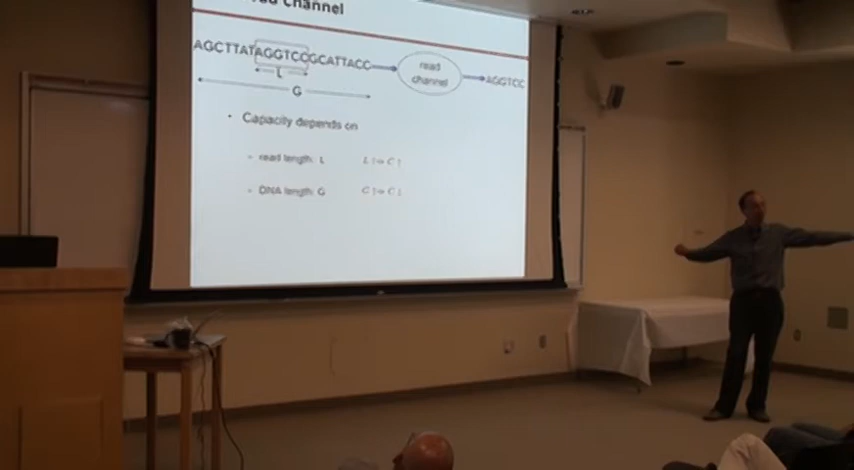 Channel
AGCTTATAGGTCCGCATTACC
read
channel
AGGTCC
L
G
• Capacity depends on
- read length: L L ↑⇒ C ↑
- DNA length: G G ↑⇒ C ↓